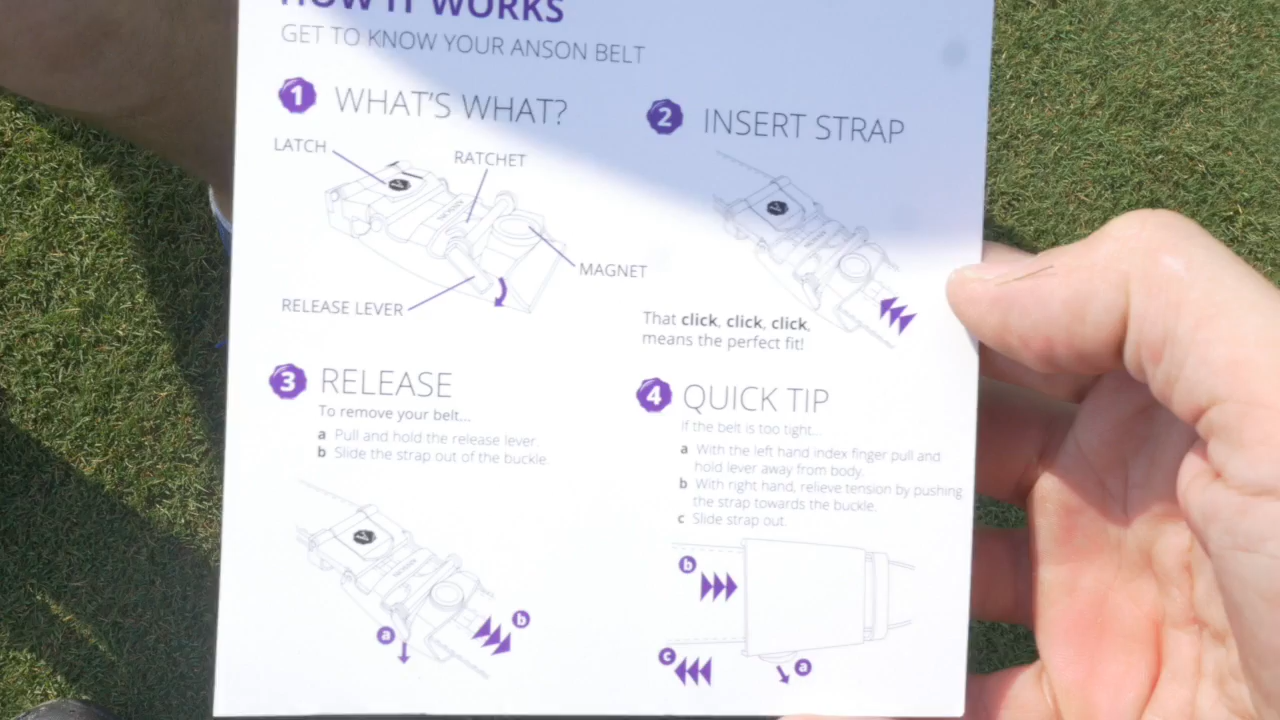 HOW IT WORKS
GET TO KNOW YOUR ANSON BELT
1 WHAT'S WHAT?
LATCH
RATCHET
MAGNET
RELEASE LEVER
2 INSERT STRAP
That click, click, click,
means the perfect fit!
3 RELEASE
To remove your belt...
a Pull and hold the release lever.
b Slide the strap out of the buckle.
a
b
4 QUICK TIP
If the belt is too tight...
a With the left hand index finger pull and
hold lever away from body.
b With right hand, relieve tension by pushing
the strap towards the buckle.
c Slide strap out.
b
c
a